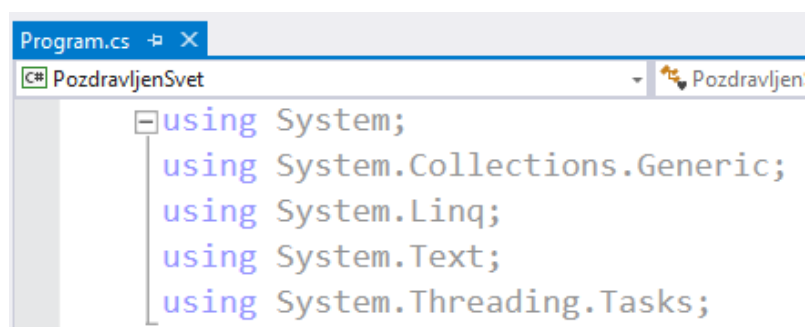 Program.cs
C# PozdravljenSvet
Pozdravljen
using System;
using System.Collections.Generic;
using System.Linq;
using System.Text;
using System.Threading.Tasks;